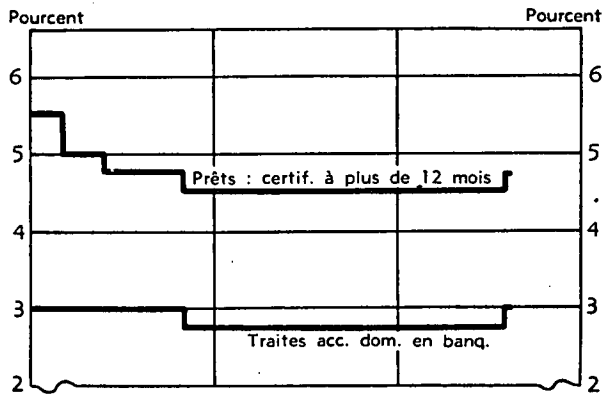 Pourcent Pourcent
6 6
5 5
Prêts : certif. à plus de 12 mois
4 4
3 3
Traites acc. dom. en banq.
2 2